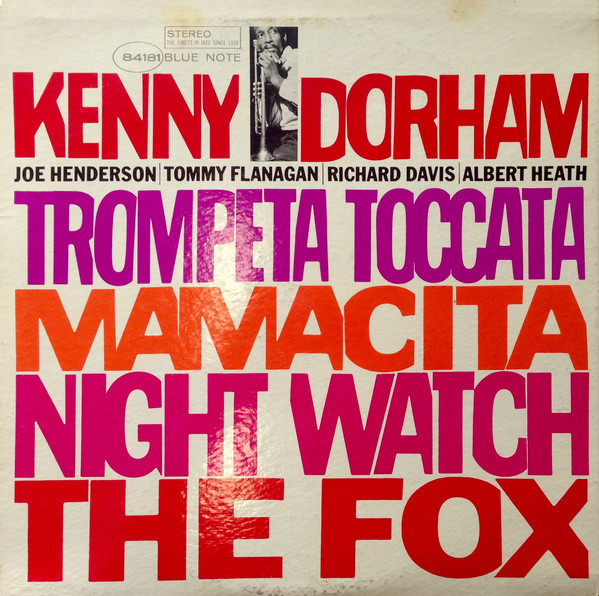 STEREO
THE FINEST IN JAZZ SINCE 1939
84181 BLUE NOTE
KENNY DORHAM
JOE HENDERSON | TOMMY FLANAGAN | RICHARD DAVIS | ALBERT HEATH
TROMPETA TOCCATA
MAMACITA
NIGHT WATCH
THE FOX